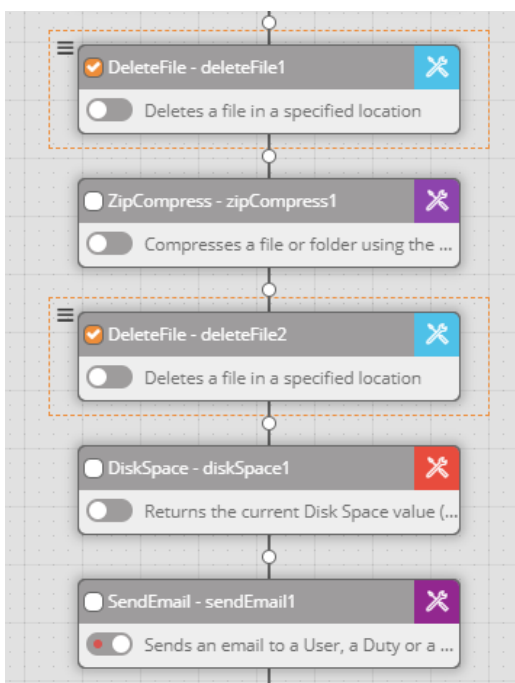 DeleteFile - deleteFile1
Deletes a file in a specified location
ZipCompress - zipCompress1
Compresses a file or folder using the ...
DeleteFile - deleteFile2
Deletes a file in a specified location
DiskSpace - diskSpace1
Returns the current Disk Space value (...
SendEmail - sendEmail1
Sends an email to a User, a Duty or a ...